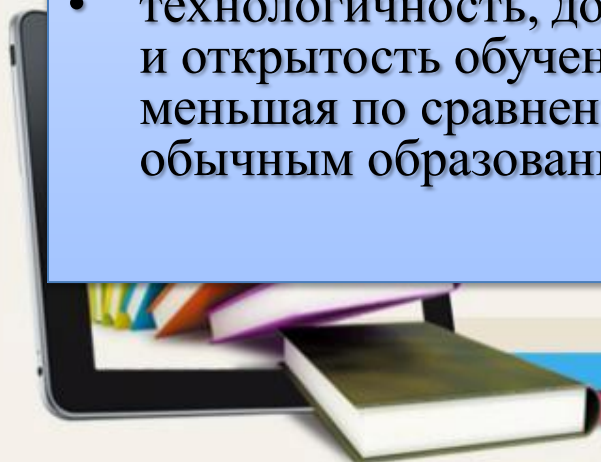 • технологичность, до
и открытость обучен
меньшая по сравнен
обычным образован